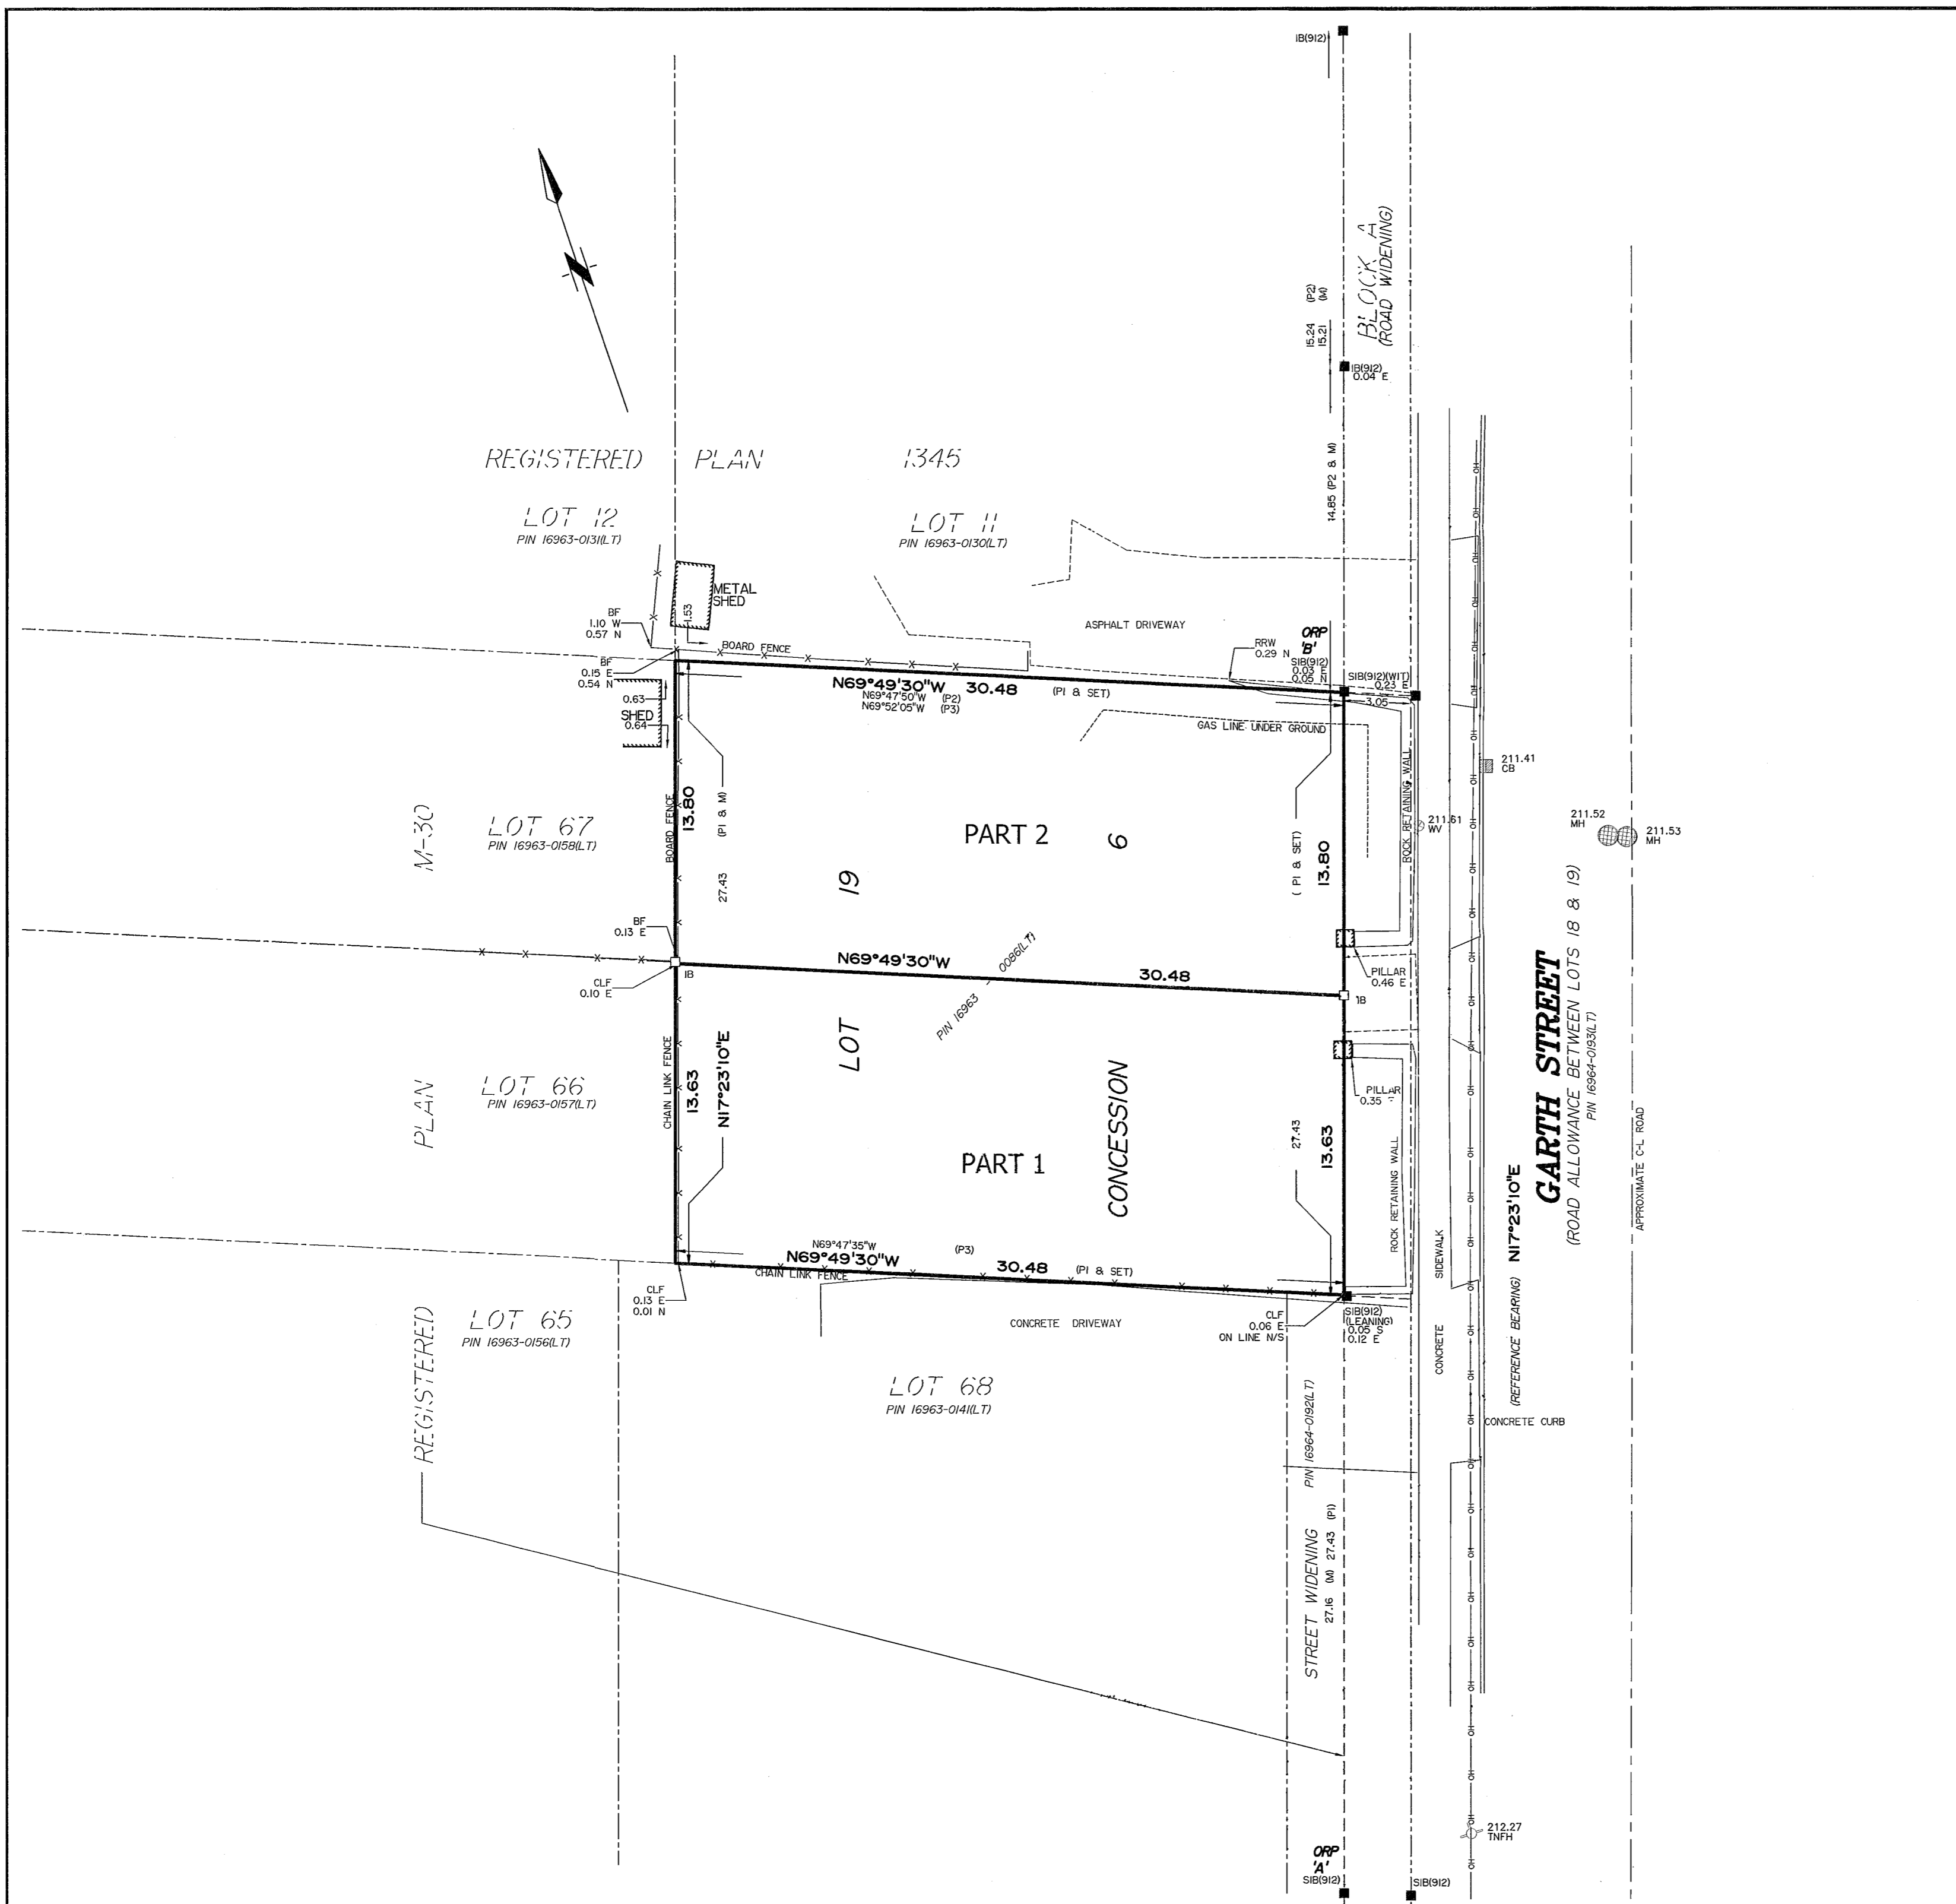 IB(912)
BLOCK A
(ROAD WIDENING)
15.24 (P2)
15.21 (M)
IB(912)
0.04 E
14.85 (P2 & M)
REGISTERED PLAN 1345
LOT 12
PIN 16963-0131(LT)
LOT 11
PIN 16963-0130(LT)
METAL
SHED
1.53
BF
1.10 W
0.57 N
BOARD FENCE
ASPHALT DRIVEWAY
RRW
0.29 N
ORP
'B'
SIB(912)
0.03 E
0.05 N
SIB(912)(WIT)
0.23 E
3.05
BF
0.15 E
0.54 N
N69°49'30"W 30.48 (P1 & SET)
N69°47'50"W (P2)
N69°52'05"W (P3)
0.63
SHED
0.64
GAS LINE UNDER GROUND
ROCK RETAINING WALL
211.41
CB
13.80
(P1 & M)
27.43
BOARD FENCE
M-30
LOT 67
PIN 16963-0158(LT)
PART 2
6
19
( P1 & SET)
13.80
211.61
WV
211.52
MH
211.53
MH
BF
0.13 E
CLF
0.10 E
IB
N69°49'30"W
30.48
PIN 16963 - 0086(LT)
PILLAR
0.46 E
IB
LOT
CONCESSION
PILLAR
0.35
CHAIN LINK FENCE
13.63
N17°23'10"E
PLAN
LOT 66
PIN 16963-0157(LT)
PART 1
27.43
13.63
ROCK RETAINING WALL
GARTH STREET
(ROAD ALLOWANCE BETWEEN LOTS 18 & 19)
PIN 16964-0193(LT)
APPROXIMATE C-L ROAD
(REFERENCE BEARING) N17°23'10"E
N69°47'35"W (P3)
N69°49'30"W 30.48 (P1 & SET)
CHAIN LINK FENCE
CLF
0.13 E
0.01 N
CONCRETE DRIVEWAY
CLF
0.06 E
ON LINE N/S
SIB(912)
(LEANING)
0.05 S
0.12 E
CONCRETE SIDEWALK
REGISTERED
LOT 65
PIN 16963-0156(LT)
LOT 68
PIN 16963-0141(LT)
CONCRETE CURB
STREET WIDENING PIN 16964-0192(LT)
27.16 (M) 27.43 (P1)
212.27
TNFH
ORP
'A'
SIB(912)
SIB(912)
OH